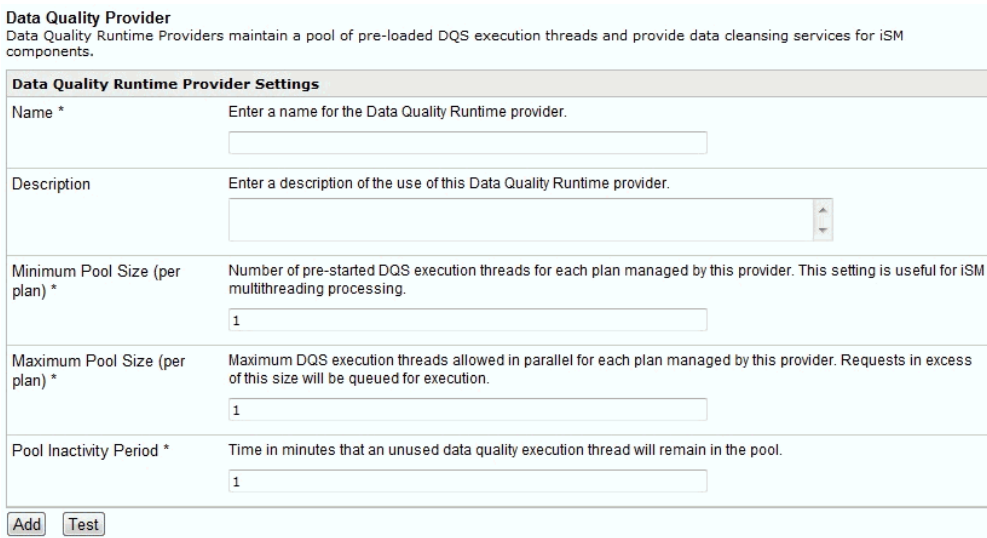 Data Quality Provider
Data Quality Runtime Providers maintain a pool of pre-loaded DQS execution threads and provide data cleansing services for iSM
components.
Data Quality Runtime Provider Settings
Name *
Enter a name for the Data Quality Runtime provider.
Description
Enter a description of the use of this Data Quality Runtime provider.
Minimum Pool Size (per
plan) *
Number of pre-started DQS execution threads for each plan managed by this provider. This setting is useful for iSM
multithreading processing.
1
Maximum Pool Size (per
plan) *
Maximum DQS execution threads allowed in parallel for each plan managed by this provider. Requests in excess
of this size will be queued for execution.
1
Pool Inactivity Period *
Time in minutes that an unused data quality execution thread will remain in the pool.
1
Add Test